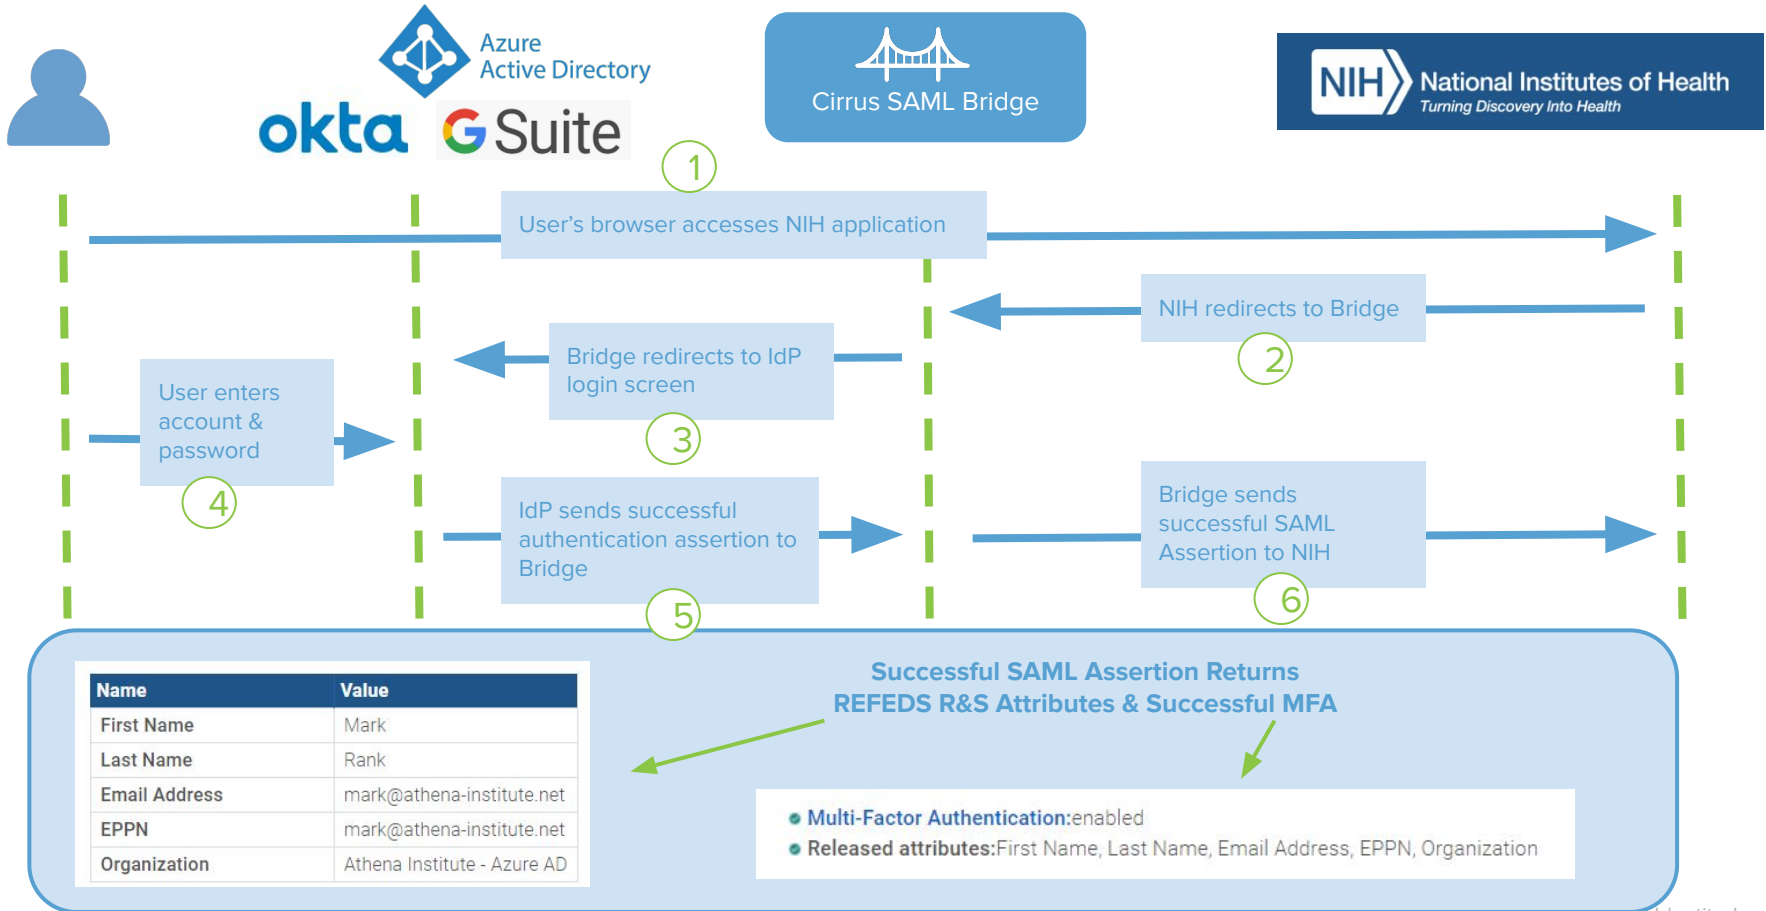 Azure
Active Directory
okta
G Suite
Cirrus SAML Bridge
NIH
National Institutes of Health
Turning Discovery Into Health
1
User's browser accesses NIH application
NIH redirects to Bridge
2
Bridge redirects to IdP
login screen
3
User enters
account &
password
4
IdP sends successful
authentication assertion to
Bridge
5
Bridge sends
successful SAML
Assertion to NIH
6
Successful SAML Assertion Returns
REFEDS R&S Attributes & Successful MFA
Name Value
First Name Mark
Last Name Rank
Email Address mark@athena-institute.net
EPPN mark@athena-institute.net
Organization Athena Institute - Azure AD
Multi-Factor Authentication:enabled
Released attributes:First Name, Last Name, Email Address, EPPN, Organization